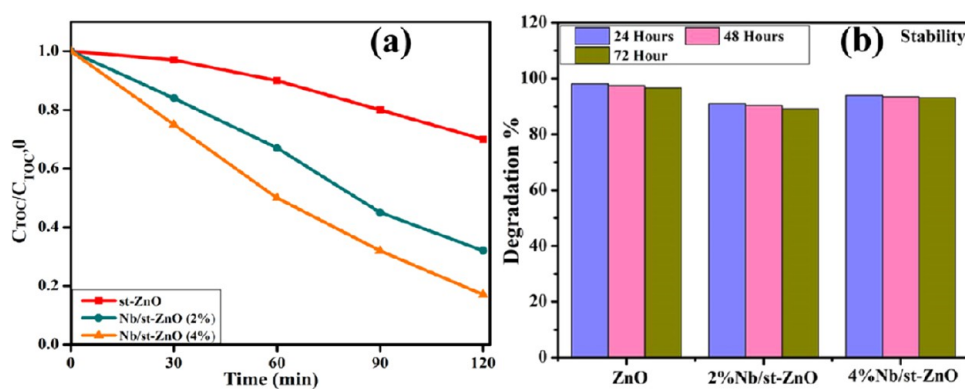 (a)
1.0
0.8
0.6
0.4
0.2
0.0
CTOC/CTOC,0
st-ZnO
Nb/st-ZnO (2%)
Nb/st-ZnO (4%)
0 30 60 90 120
Time (min)
(b) Stability
24 Hours 48 Hours
72 Hour
120
100
80
60
40
20
0
Degradation %
ZnO 2%Nb/st-ZnO 4%Nb/st-ZnO